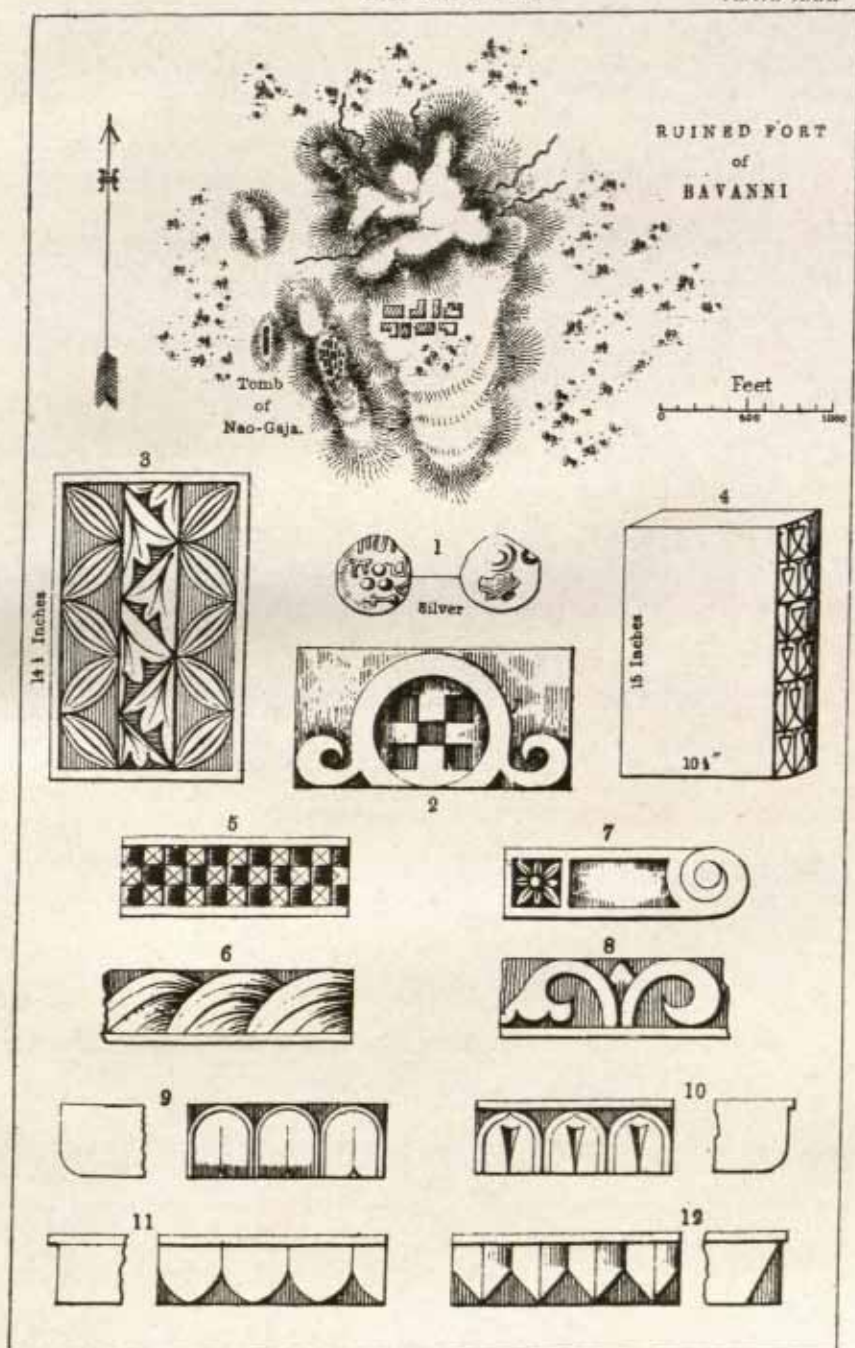 RUINED FORT
of
BAVANNI
Tomb
of
Nao-Gaja.
Feet
0 500 1000
3
14½ Inches
1
Silver
4
15 Inches
10½"
2
5
7
6
8
9
10
11
12